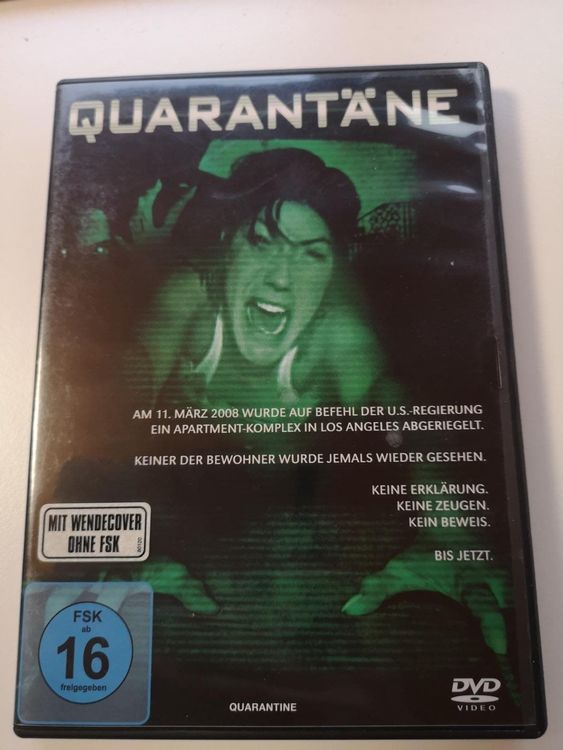 QUARANTÄNE
AM 11. MÄRZ 2008 WURDE AUF BEFEHL DER U.S.-REGIERUNG
EIN APARTMENT-KOMPLEX IN LOS ANGELES ABGERIEGELT.
KEINER DER BEWOHNER WURDE JEMALS WIEDER GESEHEN.
KEINE ERKLÄRUNG.
KEINE ZEUGEN.
KEIN BEWEIS.
BIS JETZT.
MIT WENDECOVER
OHNE FSK
FSK
ab
16
freigegeben
QUARANTINE
DVD
VIDEO